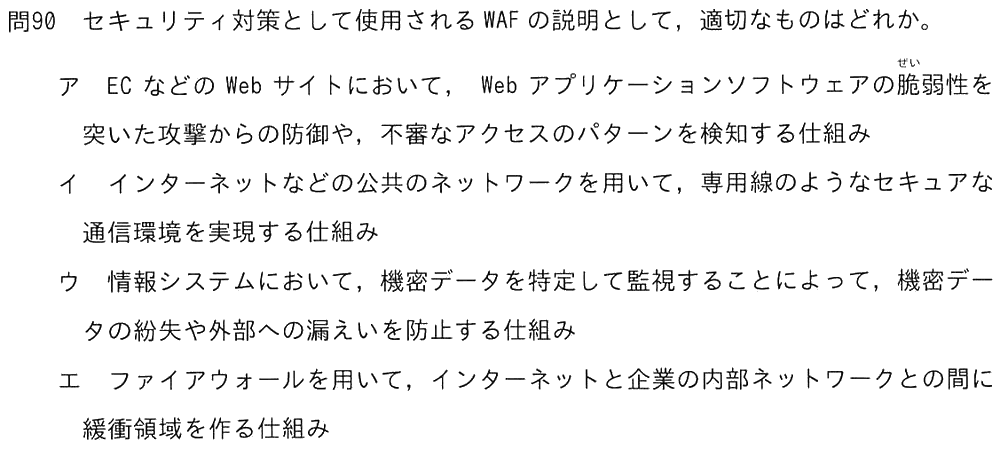 問90　セキュリティ対策として使用される WAF の説明として，適切なものはどれか。
ぜい
ア　EC などの Web サイトにおいて， Web アプリケーションソフトウェアの脆弱性を
突いた攻撃からの防御や，不審なアクセスのパターンを検知する仕組み
イ　インターネットなどの公共のネットワークを用いて，専用線のようなセキュアな
通信環境を実現する仕組み
ウ　情報システムにおいて，機密データを特定して監視することによって，機密デー
タの紛失や外部への漏えいを防止する仕組み
エ　ファイアウォールを用いて，インターネットと企業の内部ネットワークとの間に
緩衝領域を作る仕組み